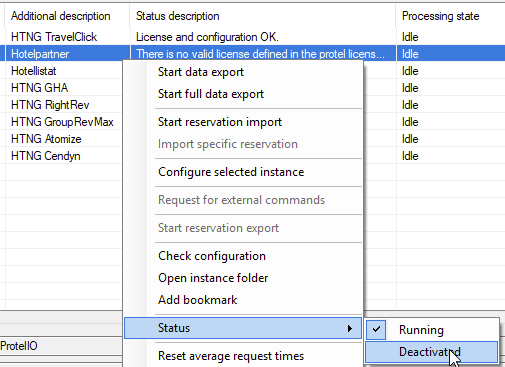 Additional description Status description Processing state
HTNG TravelClick License and configuration OK. Idle
Hotelpartner There is no valid license defined in the protel licens... Idle
Hotellistat Idle
HTNG GHA Idle
HTNG RightRev Idle
HTNG GroupRevMax Idle
HTNG Atomize Idle
HTNG Cendyn Idle
Start data export
Start full data export
Start reservation import
Import specific reservation
Configure selected instance
Request for external commands
Start reservation export
Check configuration
Open instance folder
Add bookmark
Status
Running
Deactivated
Reset average request times
ProtelIO